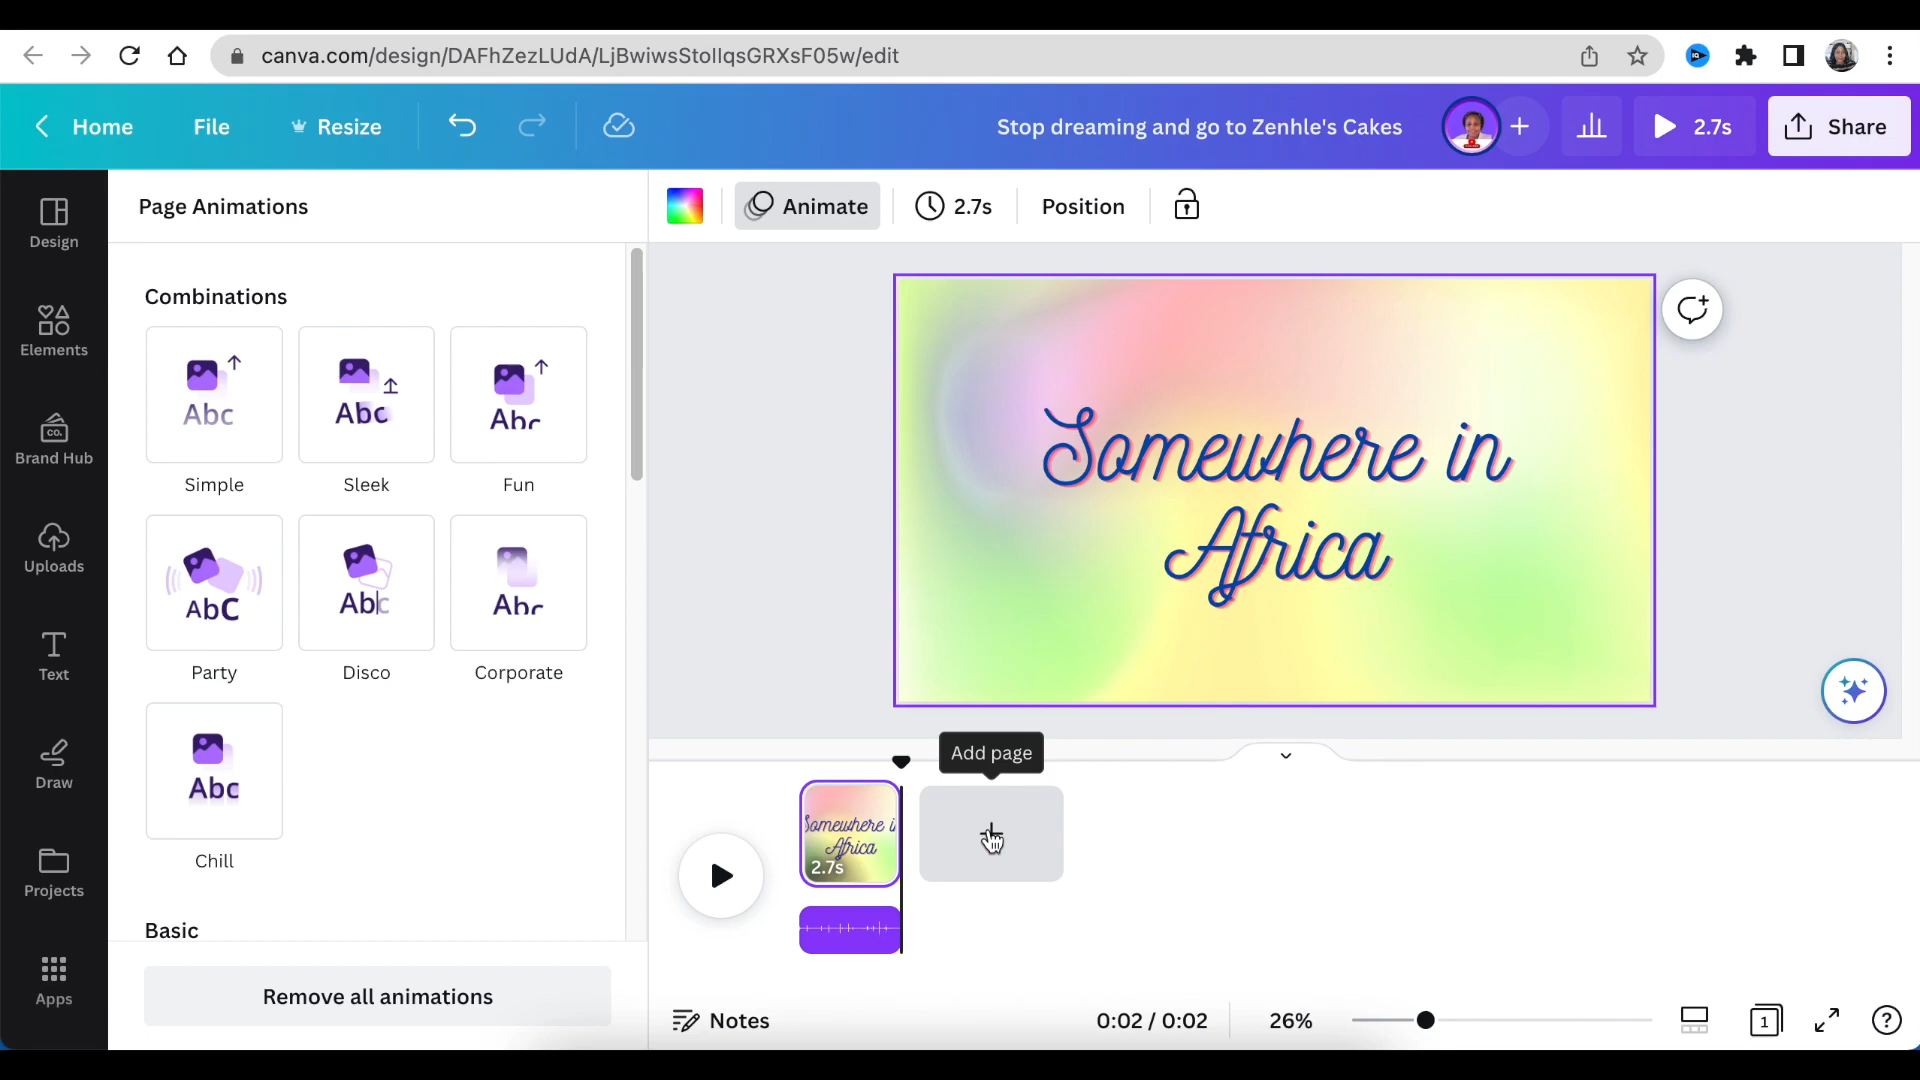 canva.com/design/DAFhZezLUdA/LjBwiwsStoIlqsGRXsF05w/edit
Home File Resize Stop dreaming and go to Zenhle's Cakes 2.7s Share
Design
Elements
CO.
Brand Hub
Uploads
Text
Draw
Projects
Apps
Page Animations
Combinations
Abc
Simple
Abc
Sleek
Abc
Fun
AbC
Party
Abc
Disco
Abc
Corporate
Abc
Chill
Basic
Remove all animations
Animate 2.7s Position
Somewhere in
Africa
Add page
Somewhere i
Africa
2.7s
Notes 0:02 / 0:02 26% 1 ?